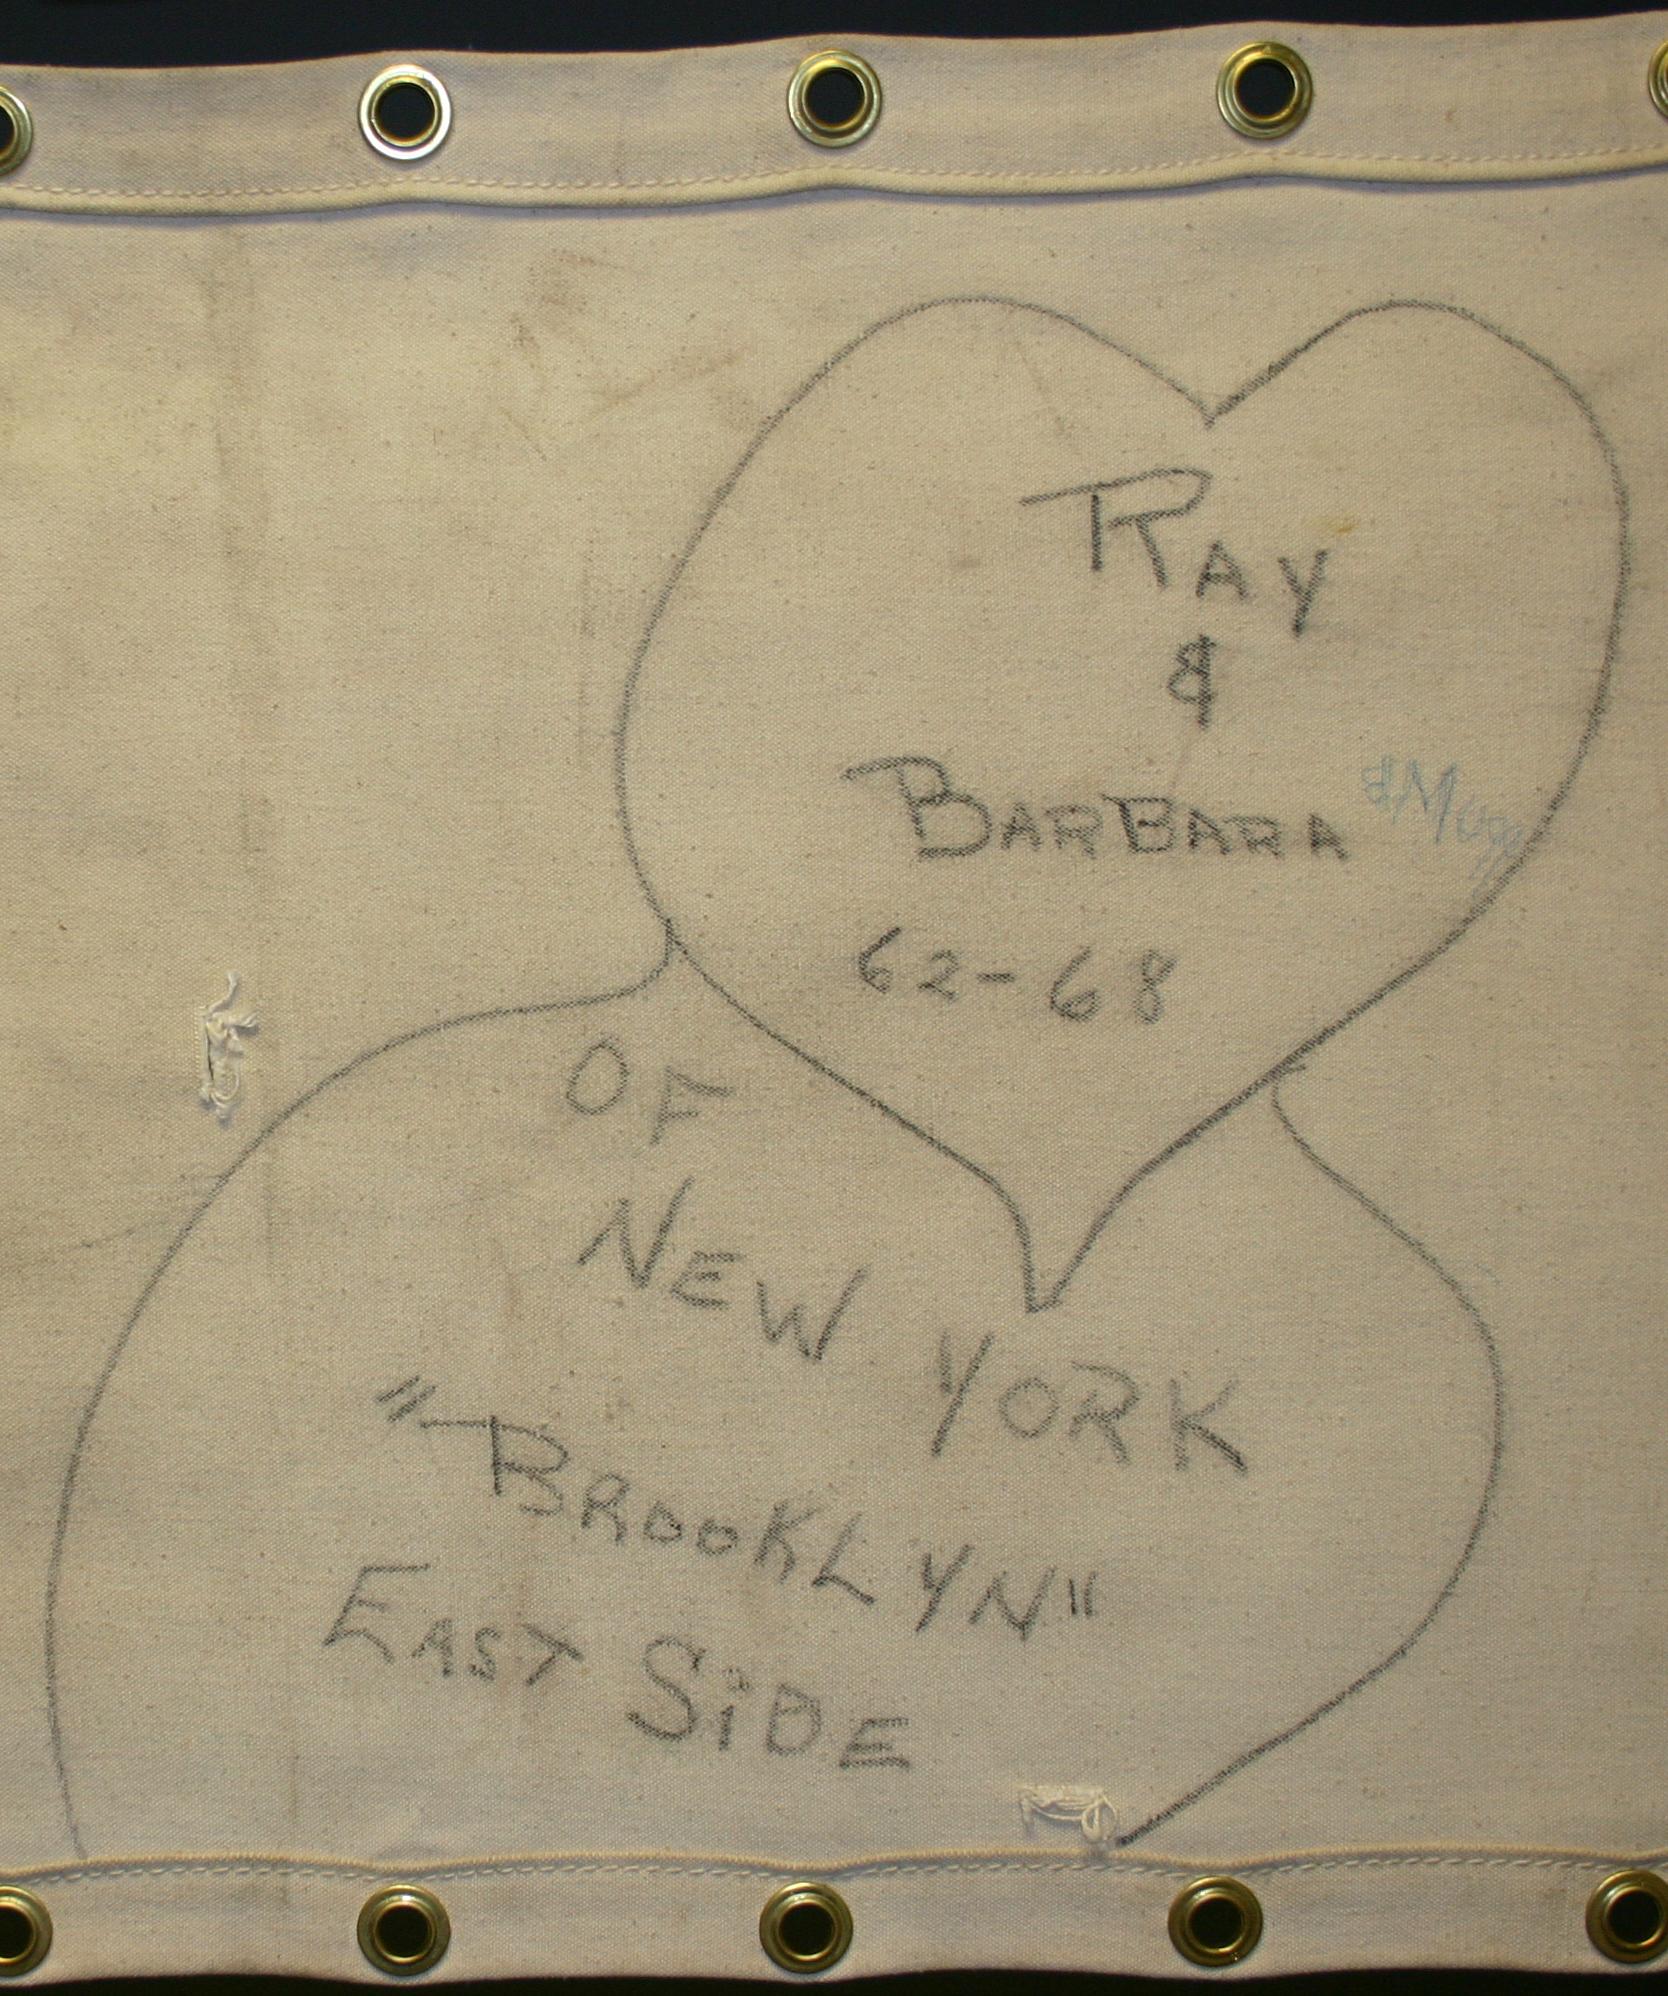 RAY
&
BARBARA
62-68
OF
NEW YORK
"BROOKLYN"
EAST SiDE